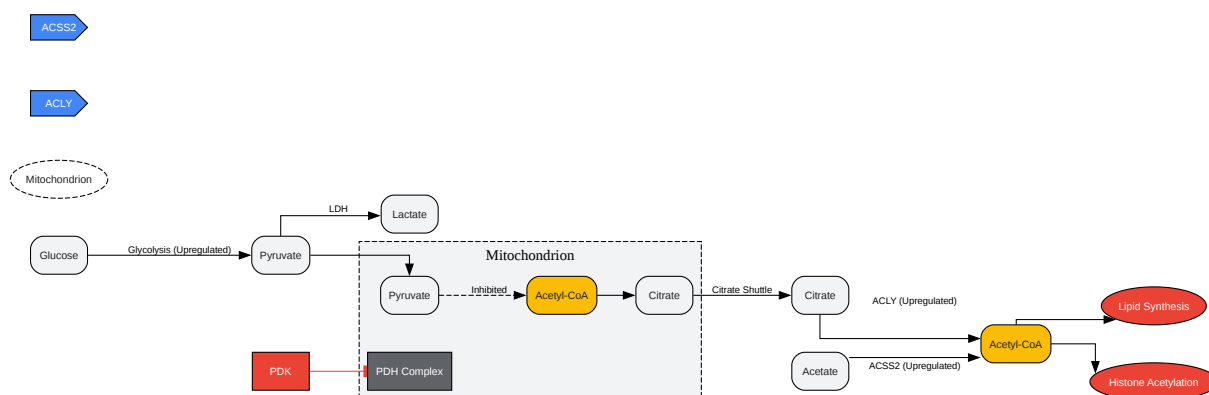 ACSS2
ACLY
Mitochondrion
LDH
Lactate
Glucose
Glycolysis (Upregulated)
Pyruvate
Mitochondrion
Pyruvate
Inhibited
Acetyl-CoA
Citrate
Citrate Shuttle
Citrate
ACLY (Upregulated)
Lipid Synthesis
Acetyl-CoA
PDK
PDH Complex
Acetate
ACSS2 (Upregulated)
Histone Acetylation